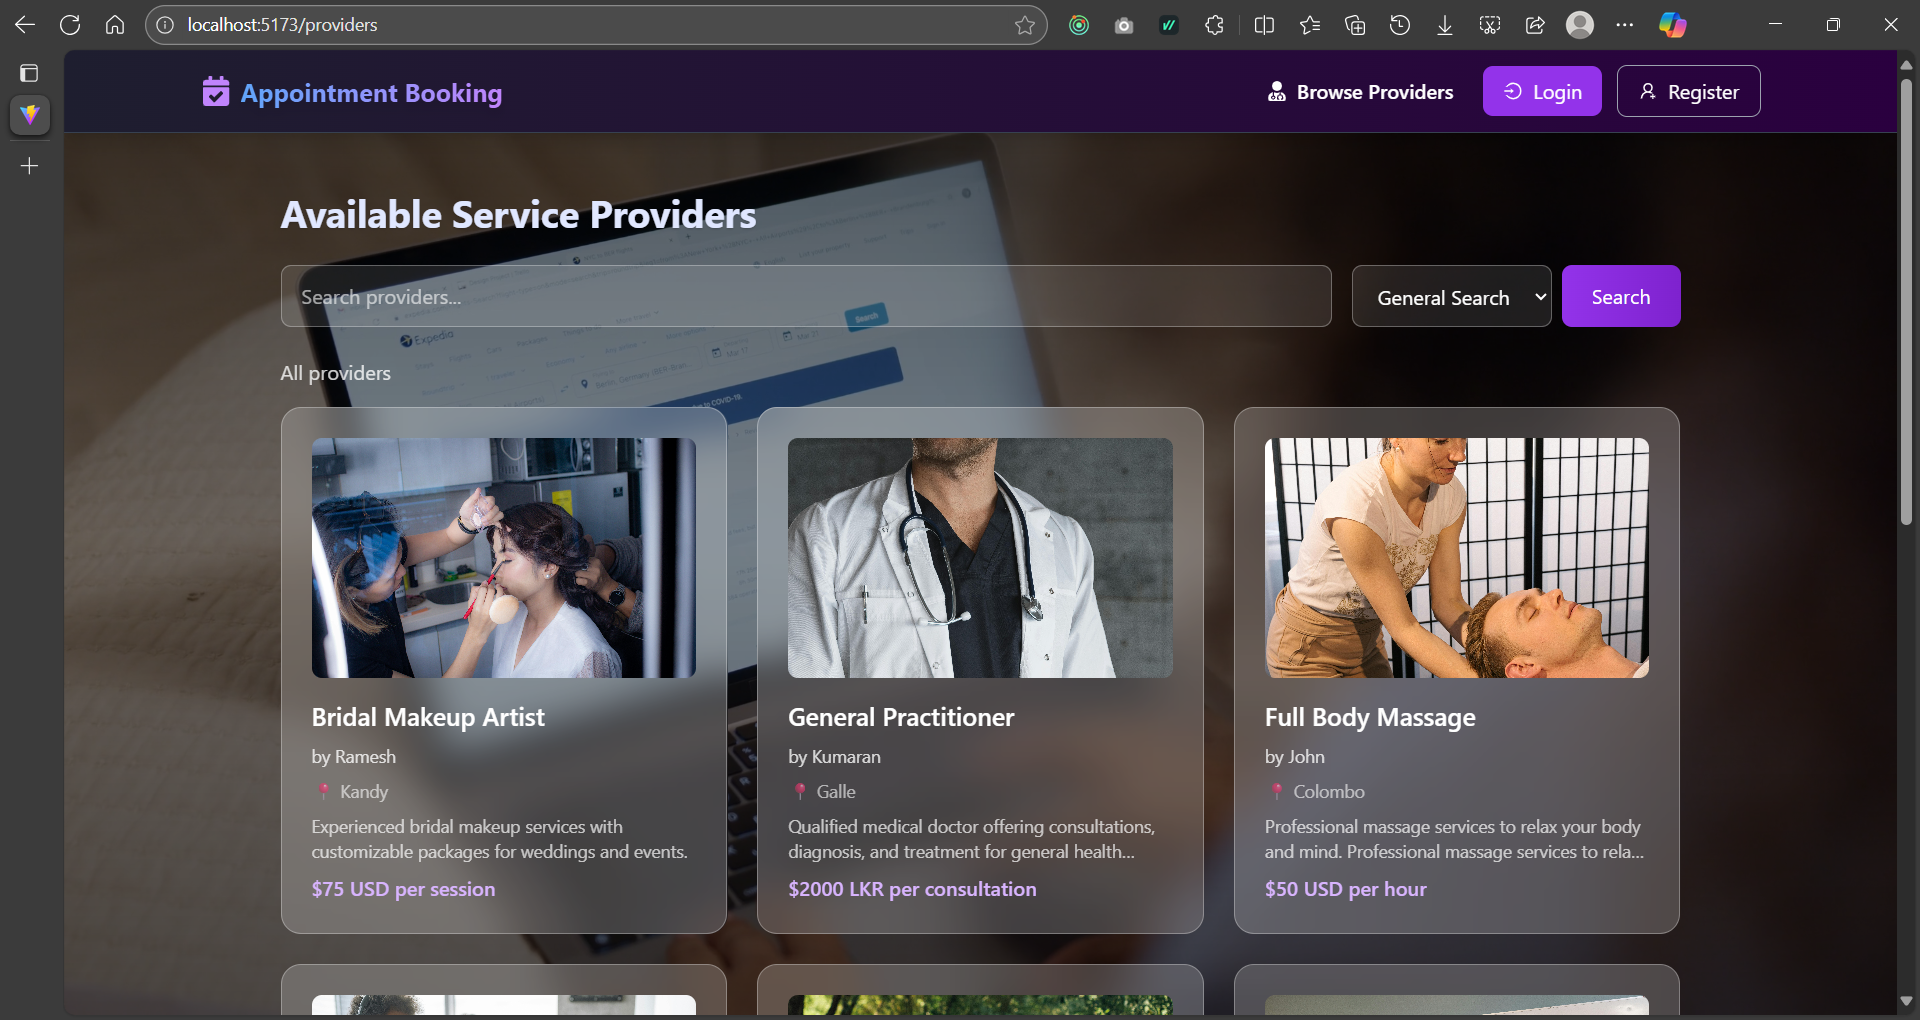 localhost:5173/providers
Appointment Booking
Browse Providers
Login
Register
Available Service Providers
Search providers...
General Search
Search
Expedia
Search
All providers
Bridal Makeup Artist
by Ramesh
Kandy
Experienced bridal makeup services with
customizable packages for weddings and events.
$75 USD per session
General Practitioner
by Kumaran
Galle
Qualified medical doctor offering consultations,
diagnosis, and treatment for general health...
$2000 LKR per consultation
Full Body Massage
by John
Colombo
Professional massage services to relax your body
and mind. Professional massage services to rela...
$50 USD per hour